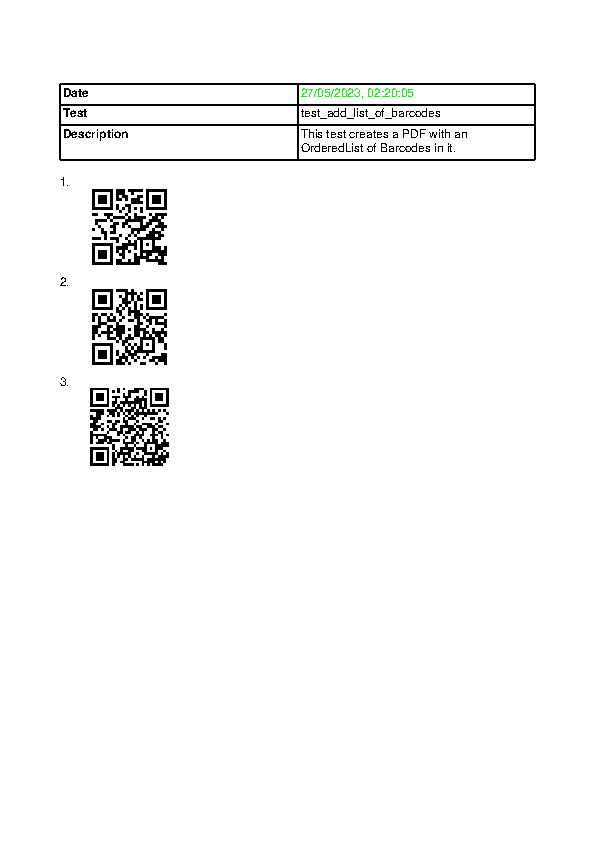 Date 27/05/2023, 02:20:05
Test test_add_list_of_barcodes
Description This test creates a PDF with an
OrderedList of Barcodes in it.
1.
2.
3.